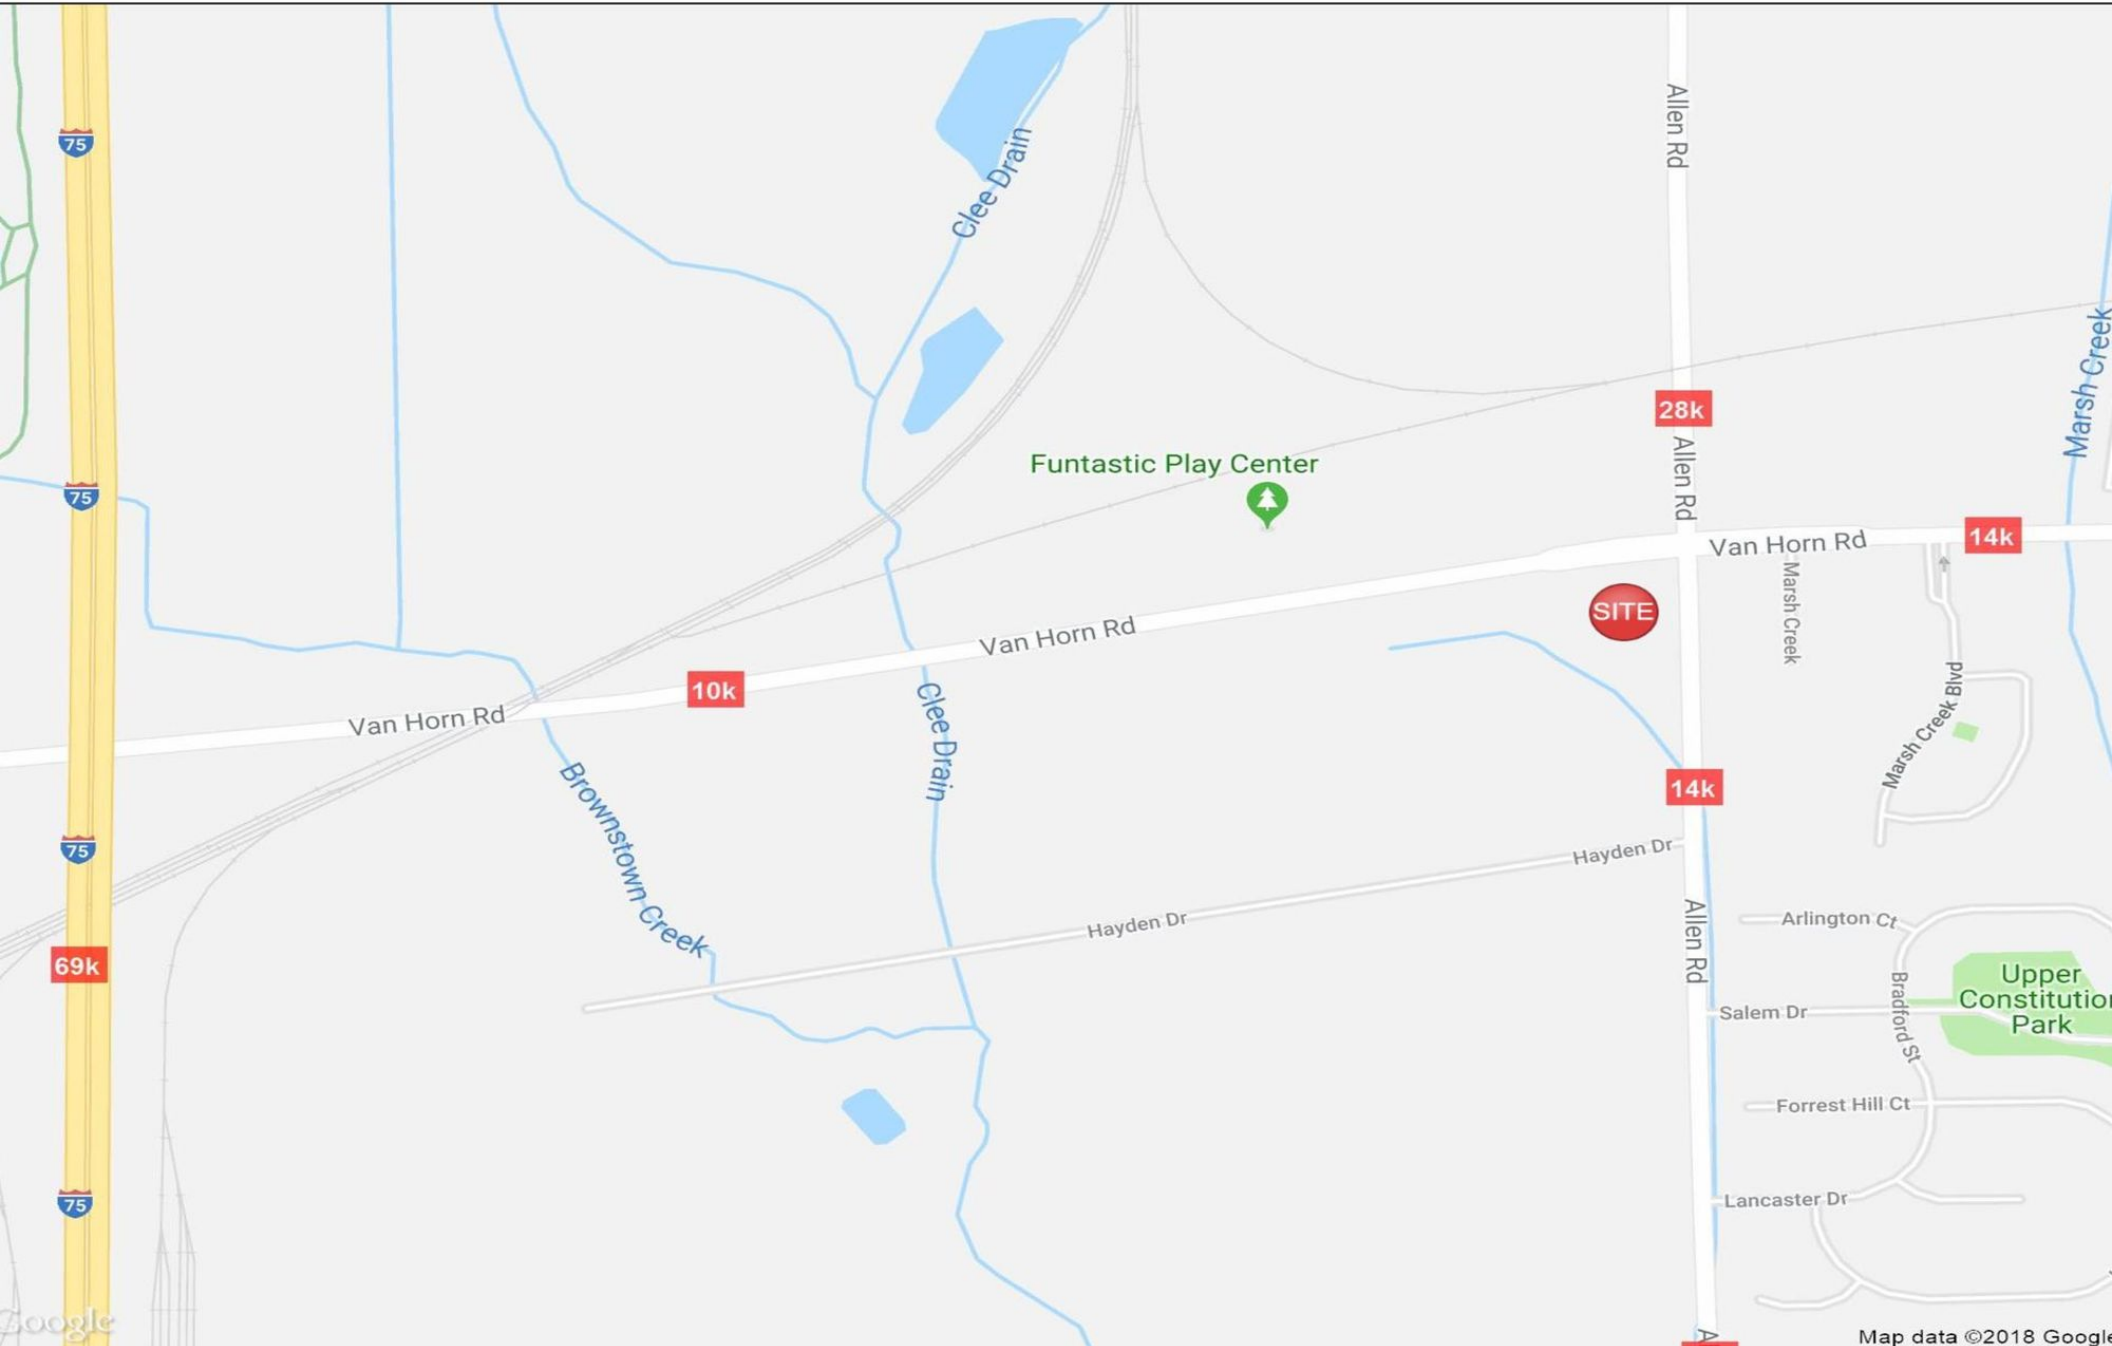 75
Allen Rd
Clee Drain
Marsh Creek
28k
Allen Rd
Funtastic Play Center
75
Van Horn Rd
14k
Marsh Creek
SITE
Van Horn Rd
10k
Van Horn Rd
Clee Drain
Marsh Creek Blvd
Brownstown Creek
14k
75
Hayden Dr
Hayden Dr
Allen Rd
Arlington Ct
69k
Upper
Constitutio
Park
Salem Dr
Bradford St
Forrest Hill Ct
75
Lancaster Dr
Google
A
Map data ©2018 Google